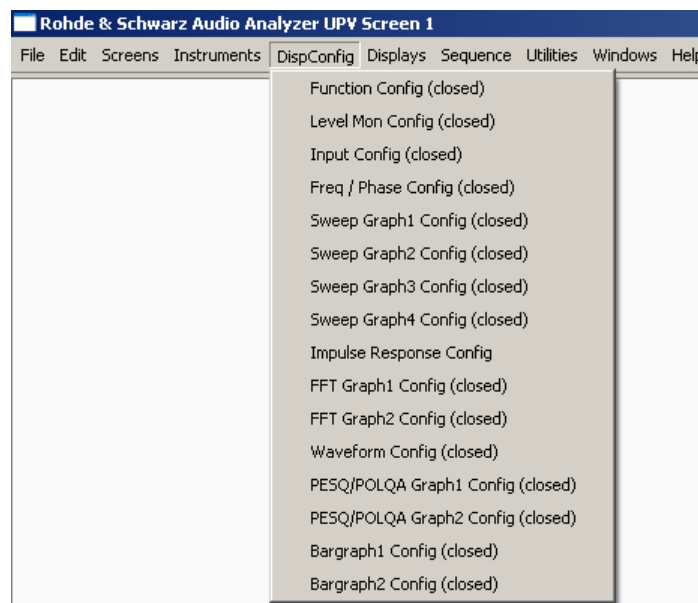 Rohde & Schwarz Audio Analyzer UPV Screen 1
File Edit Screens Instruments DispConfig Displays Sequence Utilities Windows Help
Function Config (closed)
Level Mon Config (closed)
Input Config (closed)
Freq / Phase Config (closed)
Sweep Graph1 Config (closed)
Sweep Graph2 Config (closed)
Sweep Graph3 Config (closed)
Sweep Graph4 Config (closed)
Impulse Response Config
FFT Graph1 Config (closed)
FFT Graph2 Config (closed)
Waveform Config (closed)
PESQ/POLQA Graph1 Config (closed)
PESQ/POLQA Graph2 Config (closed)
Bargraph1 Config (closed)
Bargraph2 Config (closed)